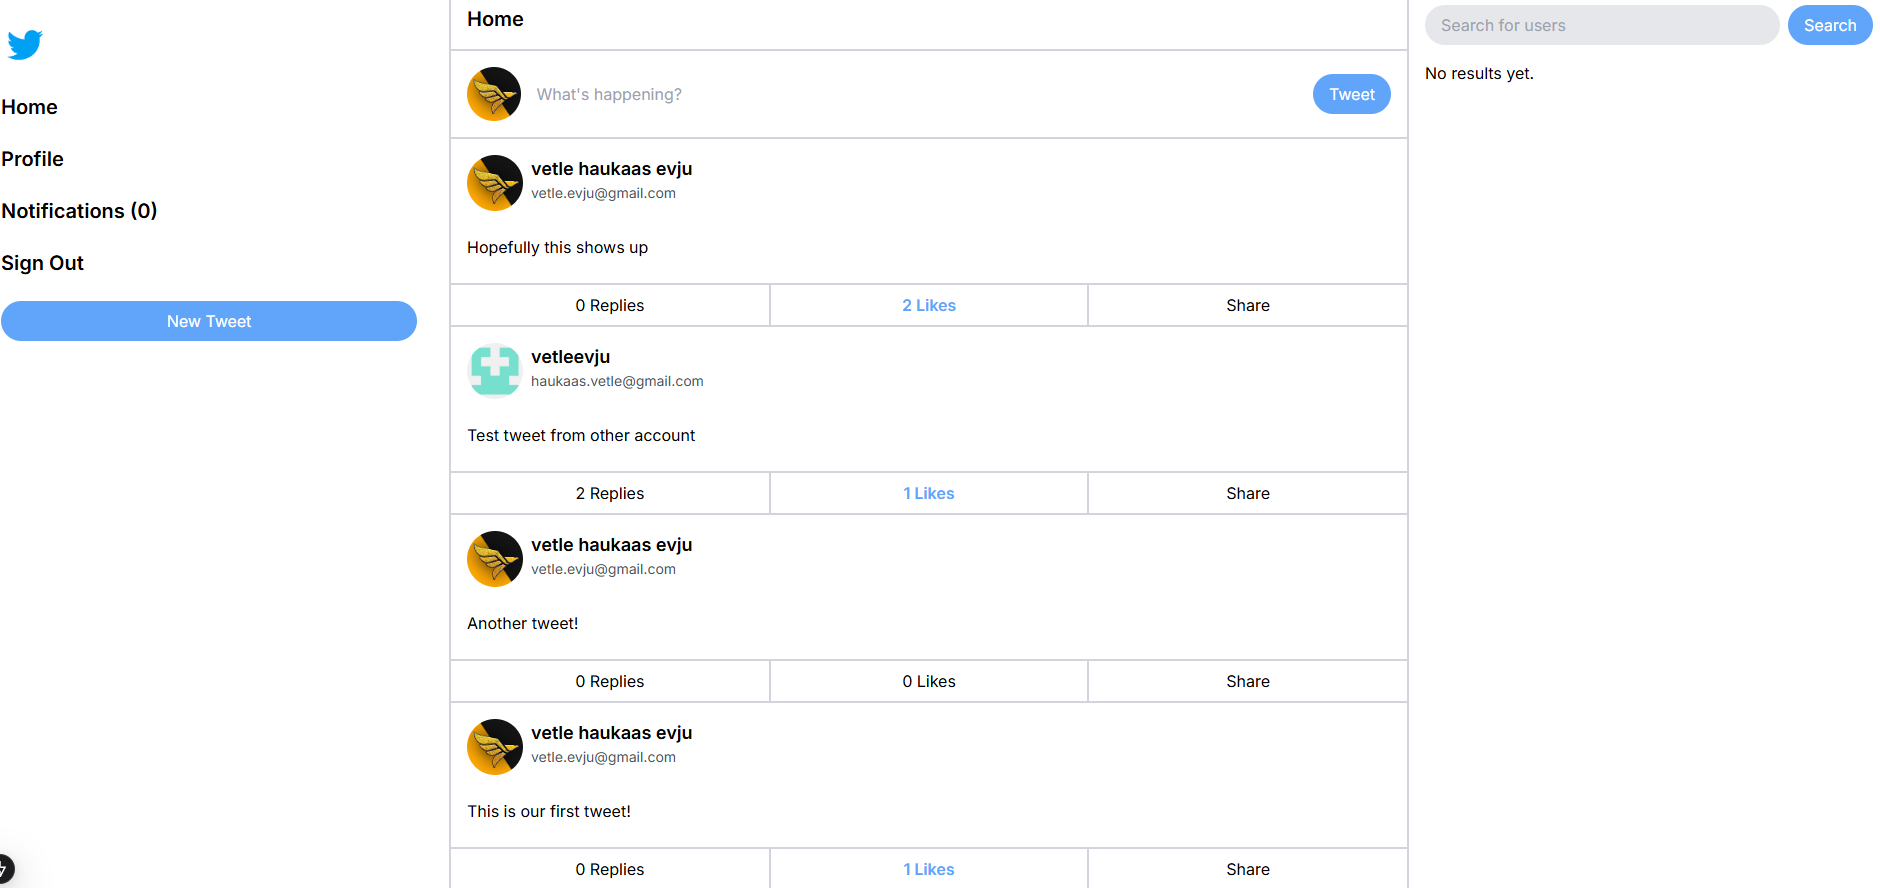 Home
Profile
Notifications (0)
Sign Out
New Tweet
Home
What's happening?
Tweet
vetle haukaas evju
vetle.evju@gmail.com
Hopefully this shows up
0 Replies
2 Likes
Share
vetleevju
haukaas.vetle@gmail.com
Test tweet from other account
2 Replies
1 Likes
Share
vetle haukaas evju
vetle.evju@gmail.com
Another tweet!
0 Replies
0 Likes
Share
vetle haukaas evju
vetle.evju@gmail.com
This is our first tweet!
0 Replies
1 Likes
Share
Search for users
Search
No results yet.